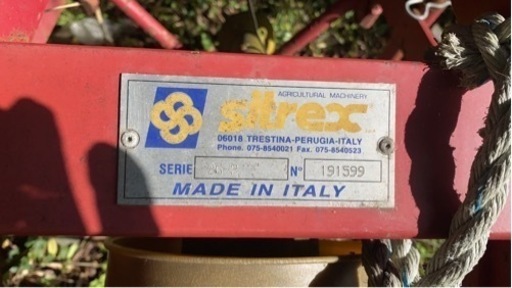 AGRICULTURAL MACHINERY
sitrex
06018 TRESTINA-PERUGIA-ITALY
Phone. 075-8540021 Fax. 075-8540523
SERIE N° 191599
MADE IN ITALY